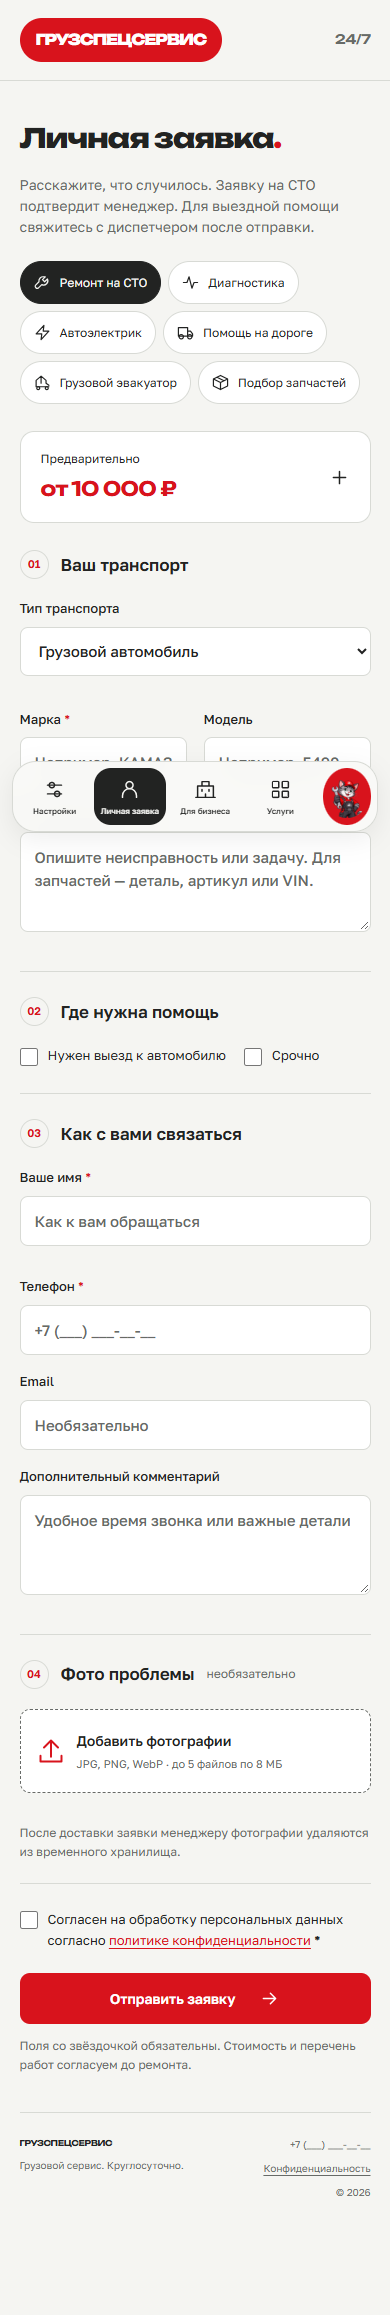 ГРУЗСПЕЦСЕРВИС
24/7
Личная заявка.
Расскажите, что случилось. Заявку на СТО
подтвердит менеджер. Для выездной помощи
свяжитесь с диспетчером после отправки.
Ремонт на СТО
Диагностика
Автоэлектрик
Помощь на дороге
Грузовой эвакуатор
Подбор запчастей
Предварительно
от 10 000 ₽
01 Ваш транспорт
Тип транспорта
Грузовой автомобиль
Марка *
Модель
Настройки
Личная заявка
Для бизнеса
Услуги
Опишите неисправность или задачу. Для
запчастей — деталь, артикул или VIN.
02 Где нужна помощь
Нужен выезд к автомобилю
Срочно
03 Как с вами связаться
Ваше имя *
Как к вам обращаться
Телефон *
+7 (___) ___-__-__
Email
Необязательно
Дополнительный комментарий
Удобное время звонка или важные детали
04 Фото проблемы необязательно
Добавить фотографии
JPG, PNG, WebP · до 5 файлов по 8 МБ
После доставки заявки менеджеру фотографии удаляются
из временного хранилища.
Согласен на обработку персональных данных
согласно политике конфиденциальности *
Отправить заявку →
Поля со звёздочкой обязательны. Стоимость и перечень
работ согласуем до ремонта.
ГРУЗСПЕЦСЕРВИС
+7 (___) ___-__-__
Грузовой сервис. Круглосуточно.
Конфиденциальность
© 2026